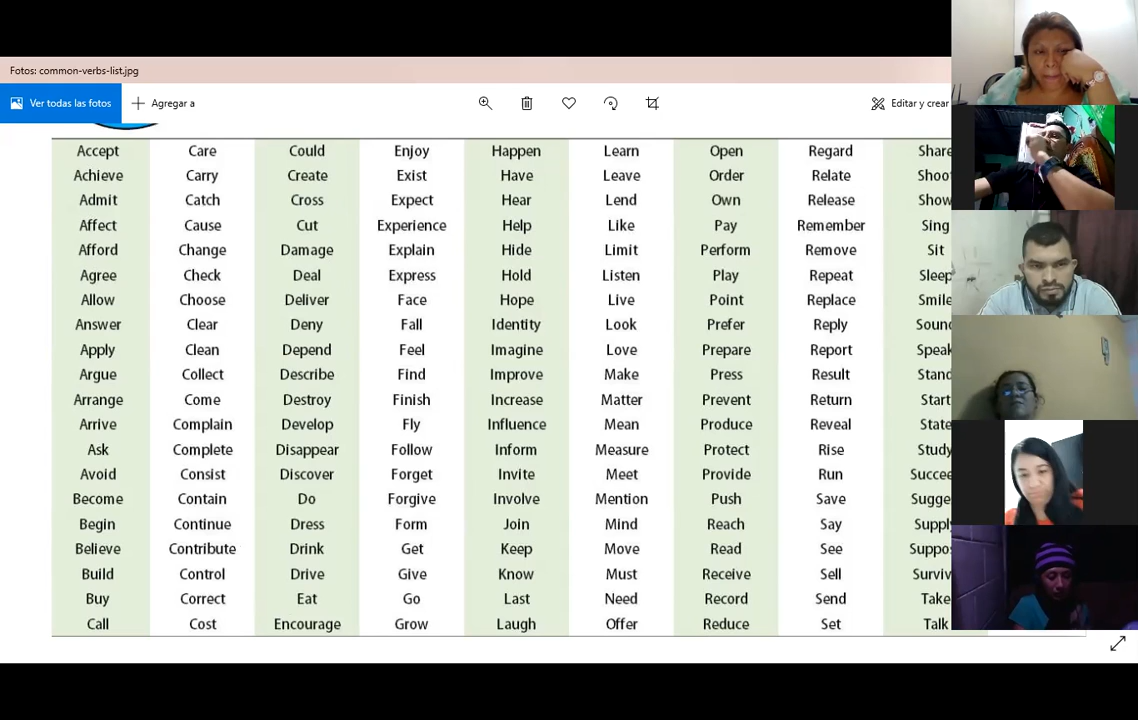 Fotos: common-verbs-list.jpg
Ver todas las fotos Agregar a Editar y crear
Accept Care Could Enjoy Happen Learn Open Regard Share
Achieve Carry Create Exist Have Leave Order Relate Shoo
Admit Catch Cross Expect Hear Lend Own Release Show
Affect Cause Cut Experience Help Like Pay Remember Sing
Afford Change Damage Explain Hide Limit Perform Remove Sit
Agree Check Deal Express Hold Listen Play Repeat Sleep
Allow Choose Deliver Face Hope Live Point Replace Smile
Answer Clear Deny Fall Identity Look Prefer Reply Soun
Apply Clean Depend Feel Imagine Love Prepare Report Speak
Argue Collect Describe Find Improve Make Press Result Stand
Arrange Come Destroy Finish Increase Matter Prevent Return Start
Arrive Complain Develop Fly Influence Mean Produce Reveal State
Ask Complete Disappear Follow Inform Measure Protect Rise Study
Avoid Consist Discover Forget Invite Meet Provide Run Succee
Become Contain Do Forgive Involve Mention Push Save Sugge
Begin Continue Dress Form Join Mind Reach Say Supply
Believe Contribute Drink Get Keep Move Read See Suppo
Build Control Drive Give Know Must Receive Sell Surviv
Buy Correct Eat Go Last Need Record Send Take
Call Cost Encourage Grow Laugh Offer Reduce Set Talk